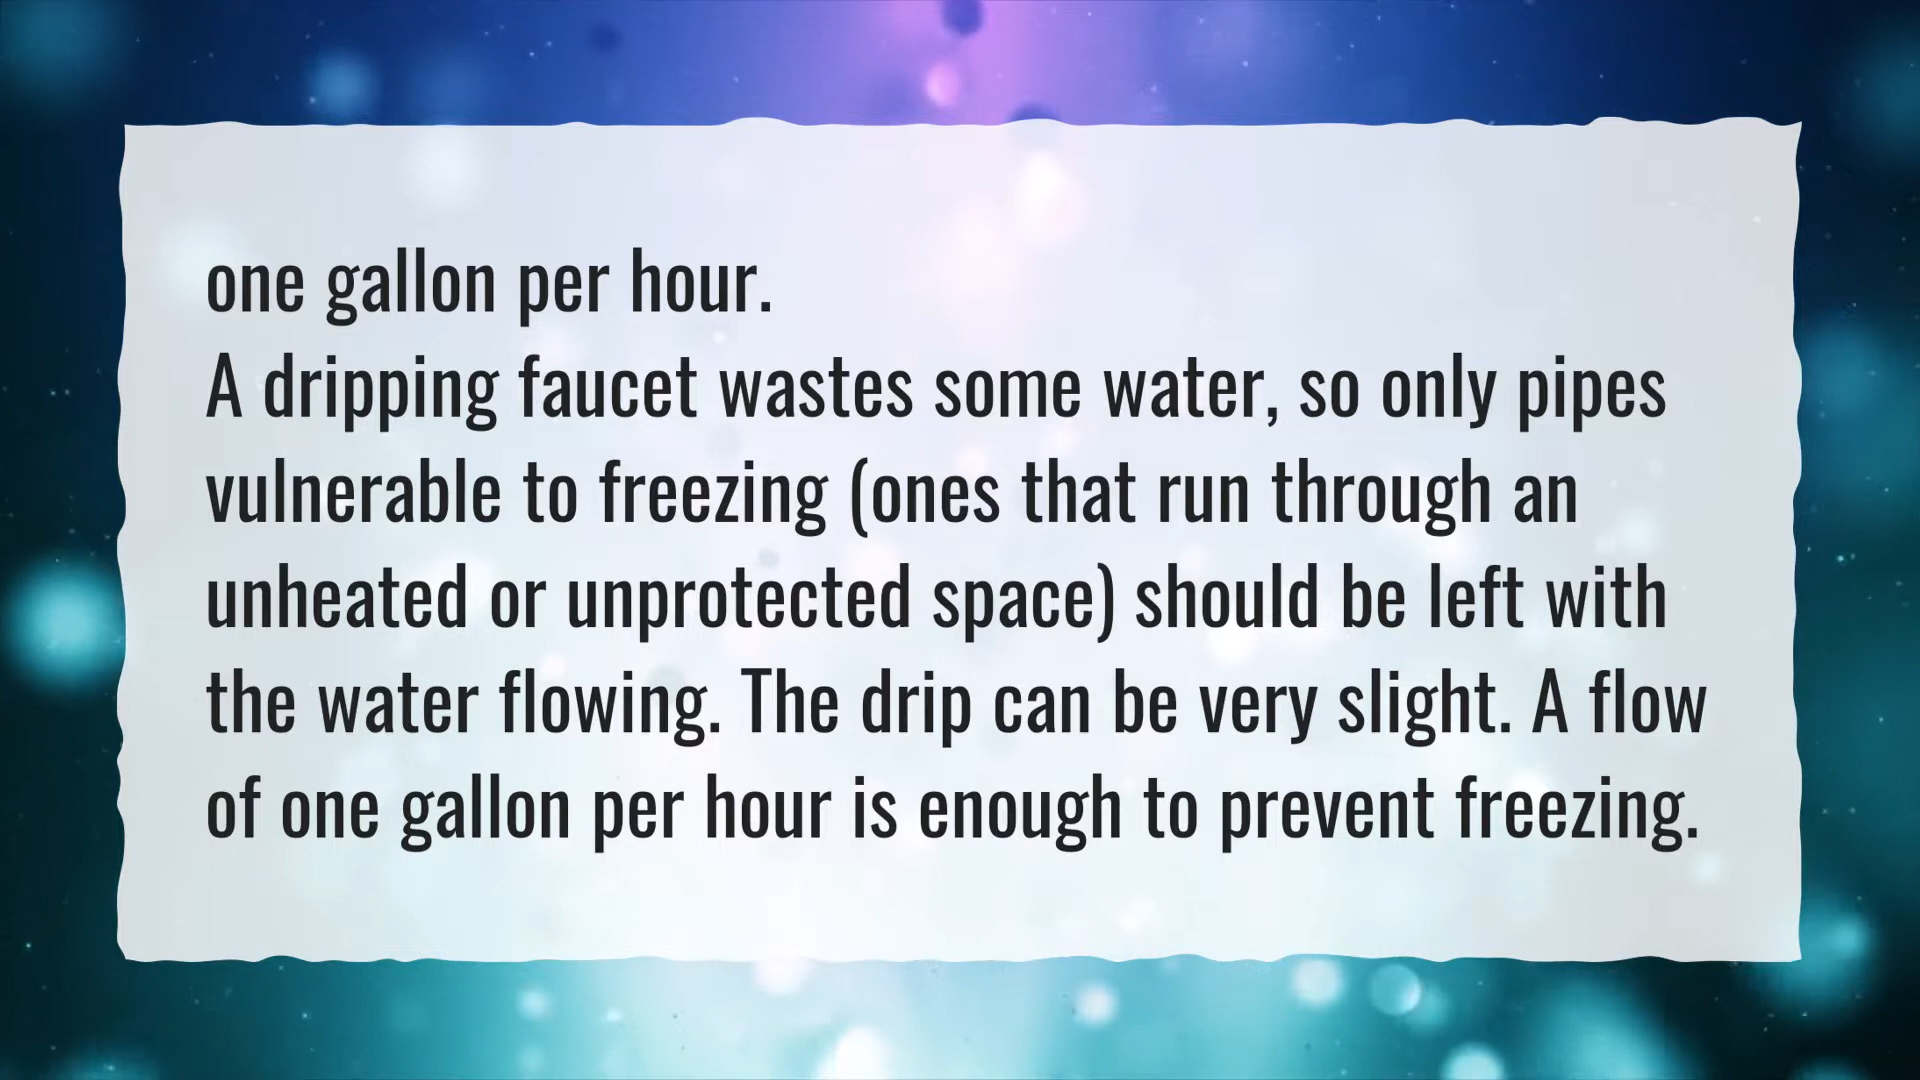 one gallon per hour.
A dripping faucet wastes some water, so only pipes
vulnerable to freezing (ones that run through an
unheated or unprotected space) should be left with
the water flowing. The drip can be very slight. A flow
of one gallon per hour is enough to prevent freezing.